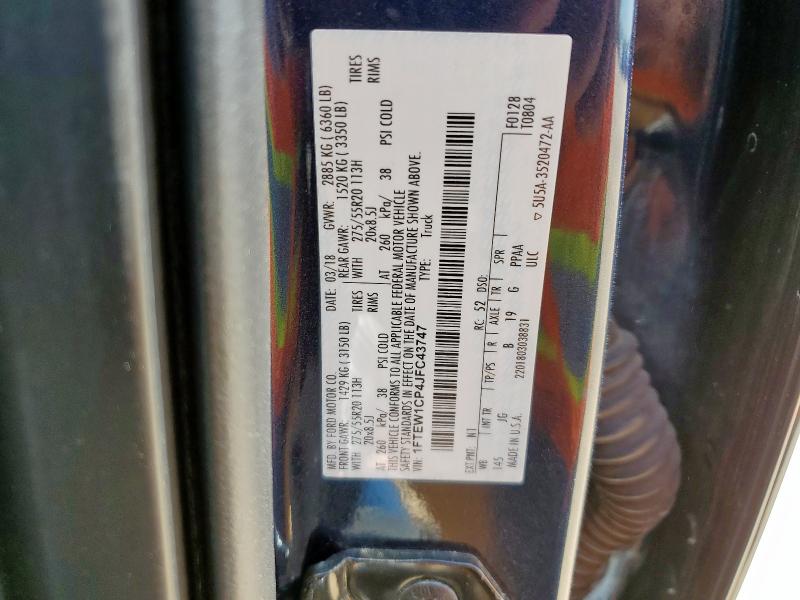 MFD. BY FORD MOTOR CO.
DATE: 03/18 GVWR: 2885 KG ( 6360 LB)
FRONT GAWR: 1429 KG ( 3150 LB) REAR GAWR: 1520 KG ( 3350 LB)
WITH 275/55R20 113H TIRES WITH 275/55R20 113H TIRES
20x8.5J RIMS 20x8.5J RIMS
AT 260 kPa/ 38 PSI COLD AT 260 kPa/ 38 PSI COLD
THIS VEHICLE CONFORMS TO ALL APPLICABLE FEDERAL MOTOR VEHICLE
SAFETY STANDARDS IN EFFECT ON THE DATE OF MANUFACTURE SHOWN ABOVE.
VIN: 1FTEW1CP4JFC43747 TYPE: Truck
EXT PNT: N1 RC: 52 DSO: F0128
T0804
WB INT TR TP/PS R AXLE TR SPR
145 JG B 19 G PPAA
MADE IN U.S.A. 2201803038831 ULC
5U5A-3520472-AA